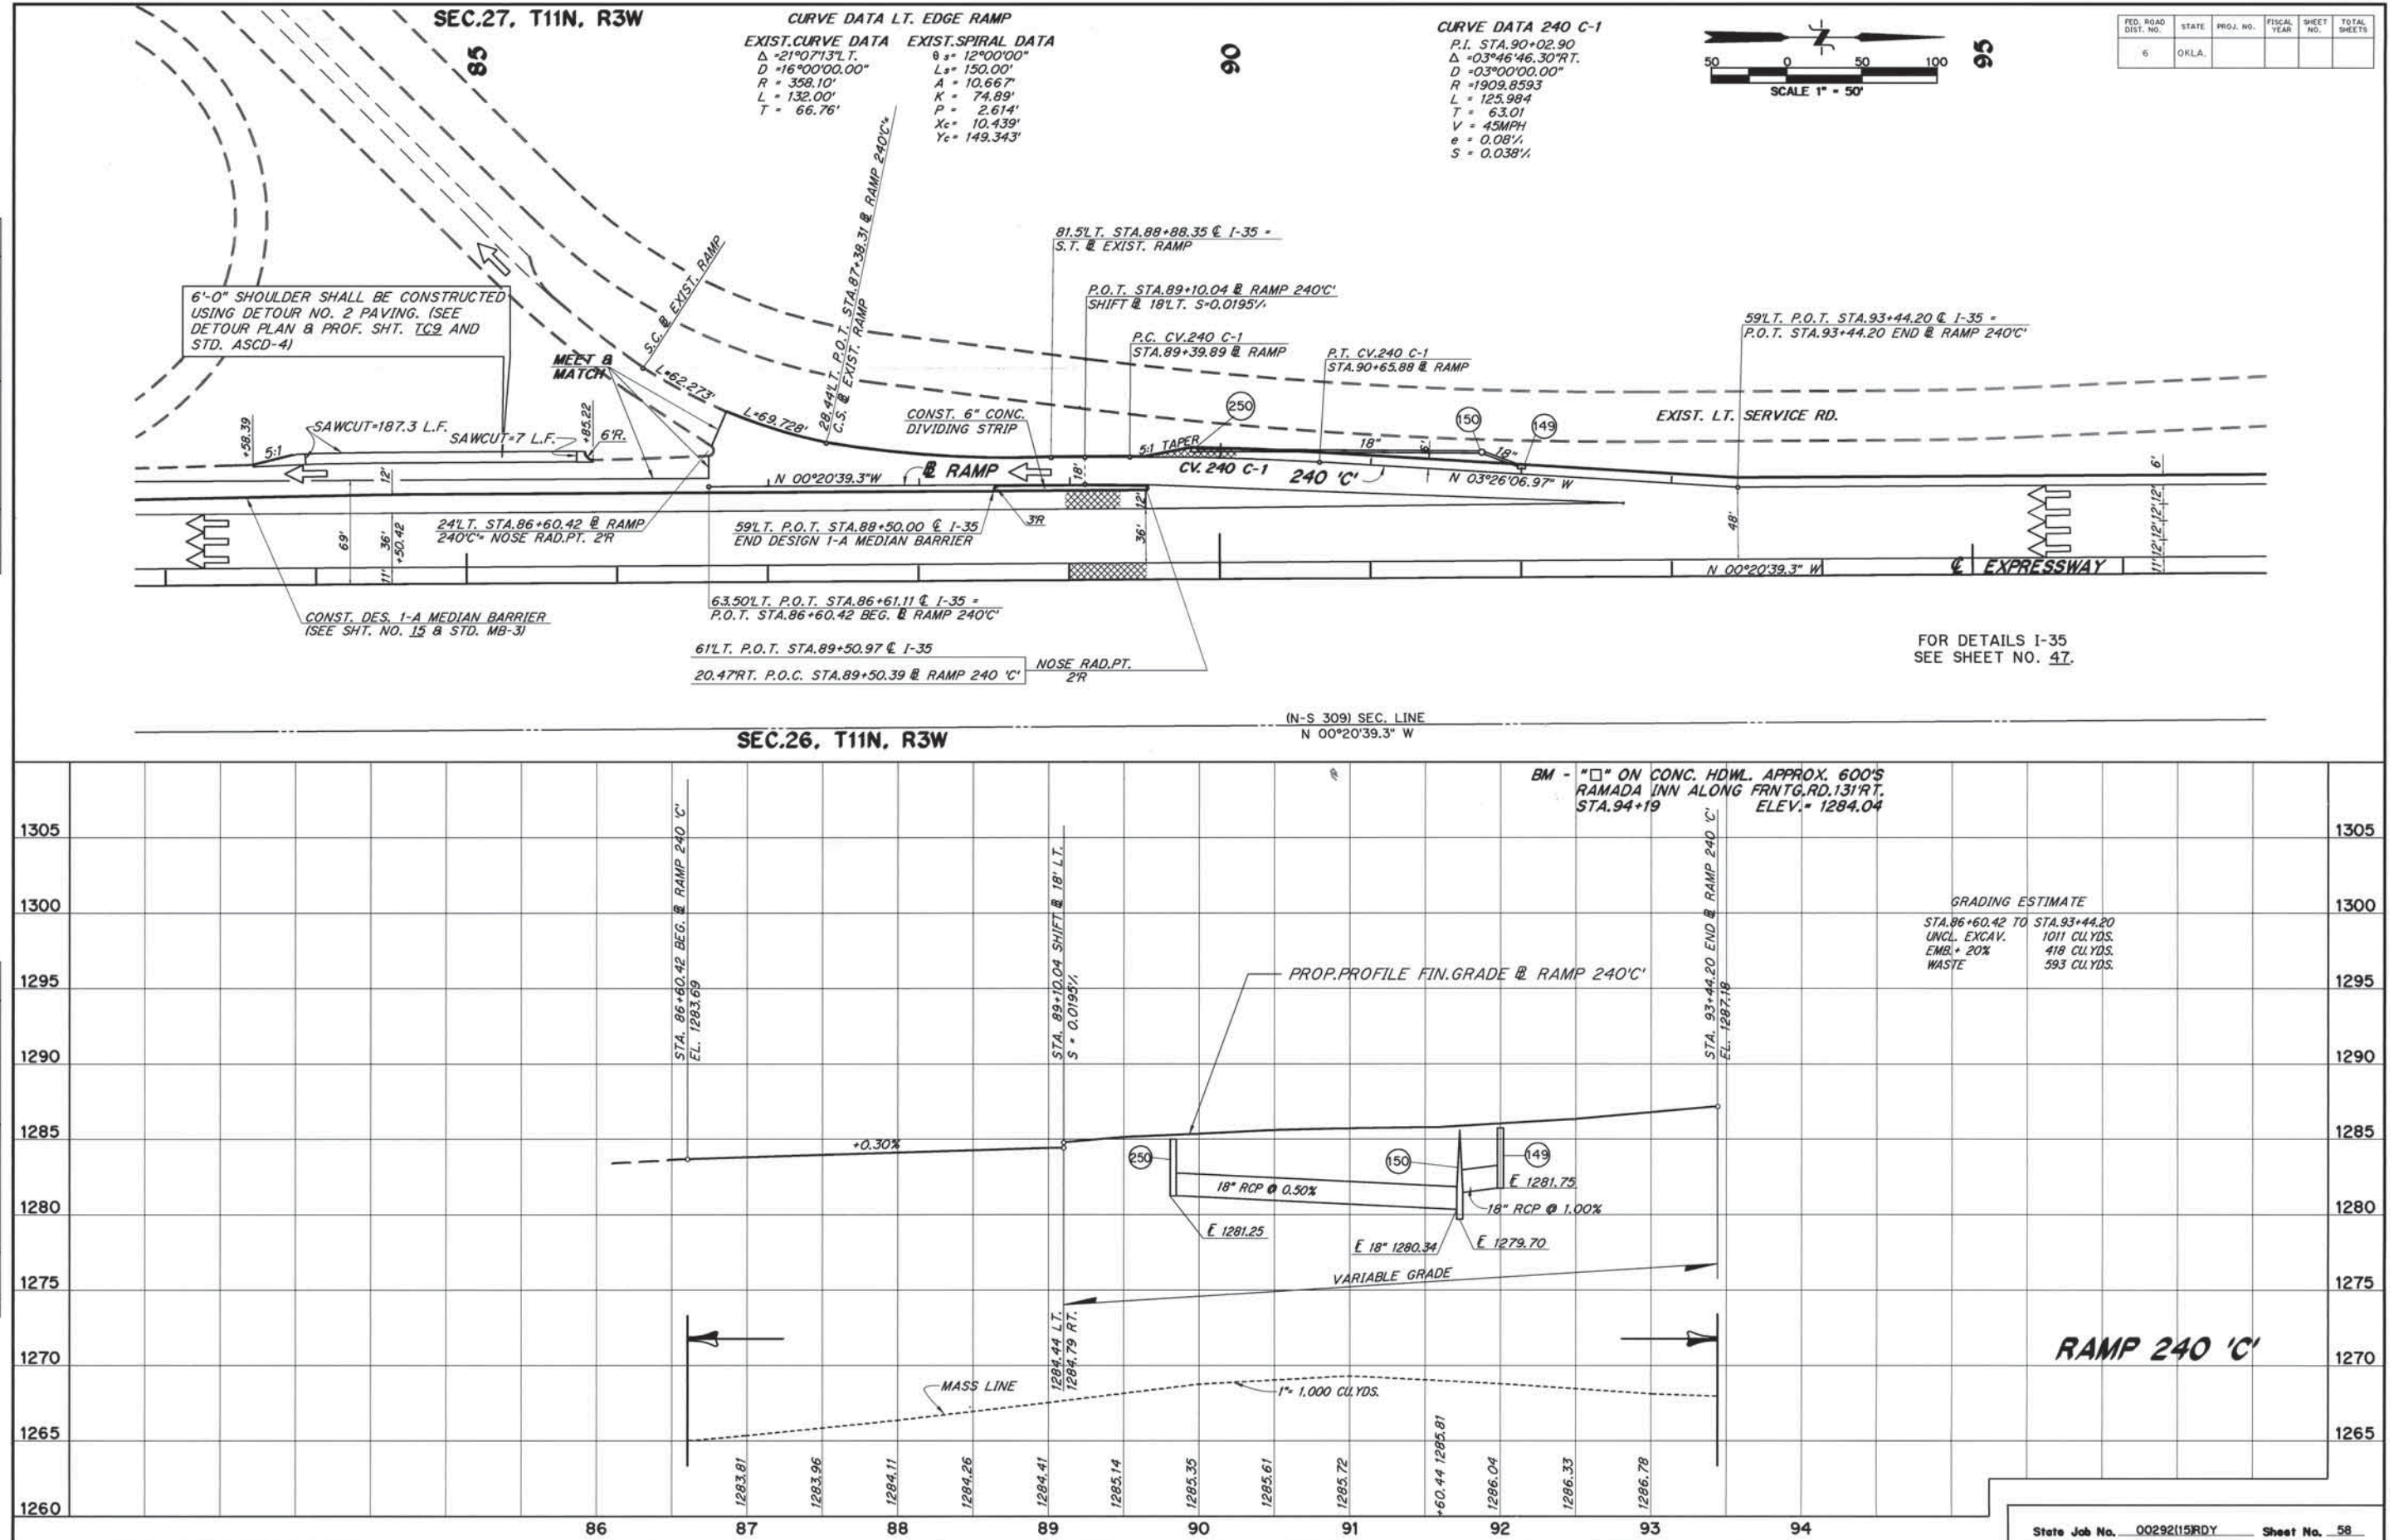 SEC.27, T11N, R3W
85
CURVE DATA LT. EDGE RAMP
EXIST.CURVE DATA
Δ =21°07'13"LT.
D =16°00'00.00"
R = 358.10'
L = 132.00'
T = 66.76'
EXIST.SPIRAL DATA
θs= 12°00'00"
Ls= 150.00'
A = 10.667'
K = 74.89'
P = 2.614'
Xc= 10.439'
Yc= 149.343'
90
CURVE DATA 240 C-1
P.I. STA.90+02.90
Δ =03°46'46.30"RT.
D =03°00'00.00"
R =1909.8593
L = 125.984
T = 63.01
V = 45MPH
e = 0.08'/,
S = 0.038'/,
50 0 50 100
SCALE 1" = 50'
95
FED. ROAD DIST. NO.
STATE
PROJ. NO.
FISCAL YEAR
SHEET NO.
TOTAL SHEETS
6
OKLA.
6'-0" SHOULDER SHALL BE CONSTRUCTED
USING DETOUR NO. 2 PAVING. (SEE
DETOUR PLAN & PROF. SHT. TC9 AND
STD. ASCD-4)
MEET &
MATCH
S.C. ⅊ EXIST. RAMP
L=62.273'
L=69.728'
28.44'LT. P.O.T. STA.87+38.31 ⅊ RAMP 240'C'=
C.S. ⅊ EXIST. RAMP
81.5'LT. STA.88+88.35 ℄ I-35 =
S.T. ⅊ EXIST. RAMP
P.O.T. STA.89+10.04 ⅊ RAMP 240'C'
SHIFT ⅊ 18'LT. S=0.0195'/,
P.C. CV.240 C-1
STA.89+39.89 ⅊ RAMP
P.T. CV.240 C-1
STA.90+65.88 ⅊ RAMP
59'LT. P.O.T. STA.93+44.20 ℄ I-35 =
P.O.T. STA.93+44.20 END ⅊ RAMP 240'C'
EXIST. LT. SERVICE RD.
CONST. 6" CONC.
DIVIDING STRIP
250
150
149
+58.39
5:1
SAWCUT=187.3 L.F.
SAWCUT=7 L.F.
+85.22
6'R.
5:1 TAPER
18"
6'
18"
12'
N 00°20'39.3"W
⅊ RAMP
18'
CV. 240 C-1
240 'C'
N 03°26'06.97" W
6'
69'
36'
+50.42
11'
24'LT. STA.86+60.42 ⅊ RAMP
240'C'= NOSE RAD.PT. 2'R
59'LT. P.O.T. STA.88+50.00 ℄ I-35
END DESIGN 1-A MEDIAN BARRIER
3'R
12'
36'
48'
11' 12' 12' 12' 12'
N 00°20'39.3" W
℄ EXPRESSWAY
CONST. DES. 1-A MEDIAN BARRIER
(SEE SHT. NO. 15 & STD. MB-3)
63.50'LT. P.O.T. STA.86+61.11 ℄ I-35 =
P.O.T. STA.86+60.42 BEG. ⅊ RAMP 240'C'
61'LT. P.O.T. STA.89+50.97 ℄ I-35
20.47'RT. P.O.C. STA.89+50.39 ⅊ RAMP 240 'C'
NOSE RAD.PT.
2'R
FOR DETAILS I-35
SEE SHEET NO. 47.
(N-S 309) SEC. LINE
N 00°20'39.3" W
SEC.26, T11N, R3W
BM - "□" ON CONC. HDWL. APPROX. 600'S
RAMADA INN ALONG FRNTG.RD.131'RT.
STA.94+19 ELEV.= 1284.04
1305
1300
1295
1290
1285
1280
1275
1270
1265
1260
STA. 86+60.42 BEG. ⅊ RAMP 240 'C'
EL. 1283.69
STA. 89+10.04 SHIFT ⅊ 18' LT.
S = 0.0195'/,
STA. 93+44.20 END ⅊ RAMP 240 'C'
EL. 1287.18
PROP.PROFILE FIN.GRADE ⅊ RAMP 240'C'
GRADING ESTIMATE
STA.86+60.42 TO STA.93+44.20
UNCL. EXCAV. 1011 CU.YDS.
EMB.+ 20% 418 CU.YDS.
WASTE 593 CU.YDS.
+0.30%
250
150
149
18" RCP @ 0.50%
E 1281.75
18" RCP @ 1.00%
E 1281.25
E 18" 1280.34
E 1279.70
VARIABLE GRADE
1284.44 LT.
1284.79 RT.
MASS LINE
1"= 1,000 CU.YDS.
RAMP 240 'C'
1305
1300
1295
1290
1285
1280
1275
1270
1265
1283.81
1283.96
1284.11
1284.26
1284.41
1285.14
1285.35
1285.61
1285.72
+60.44 1285.81
1286.04
1286.33
1286.78
86 87 88 89 90 91 92 93 94
State Job No. 00292(15)RDY Sheet No. 58